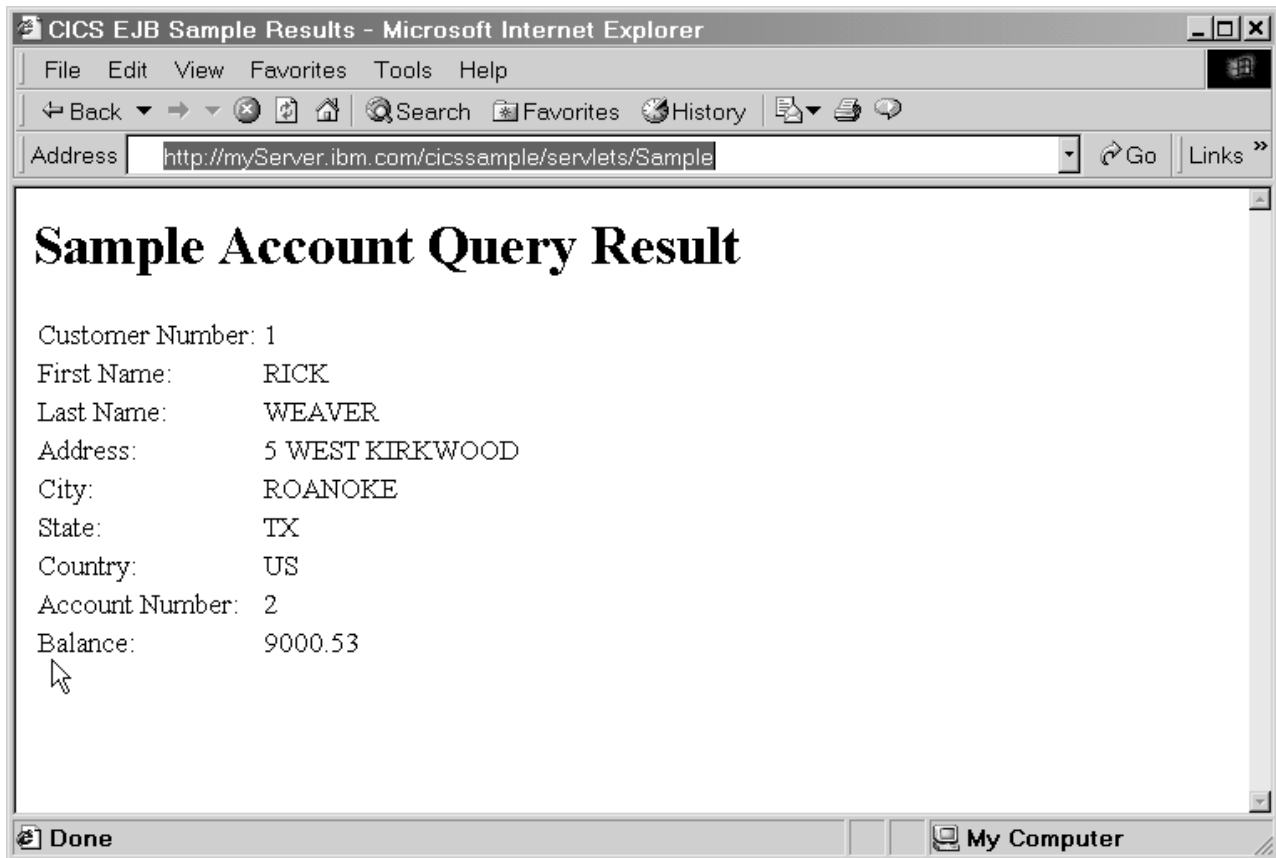 CICS EJB Sample Results - Microsoft Internet Explorer
File Edit View Favorites Tools Help
Back Search Favorites History
Address http://myServer.ibm.com/cicssample/servlets/Sample Go Links »
Sample Account Query Result
Customer Number: 1
First Name: RICK
Last Name: WEAVER
Address: 5 WEST KIRKWOOD
City: ROANOKE
State: TX
Country: US
Account Number: 2
Balance: 9000.53
Done My Computer